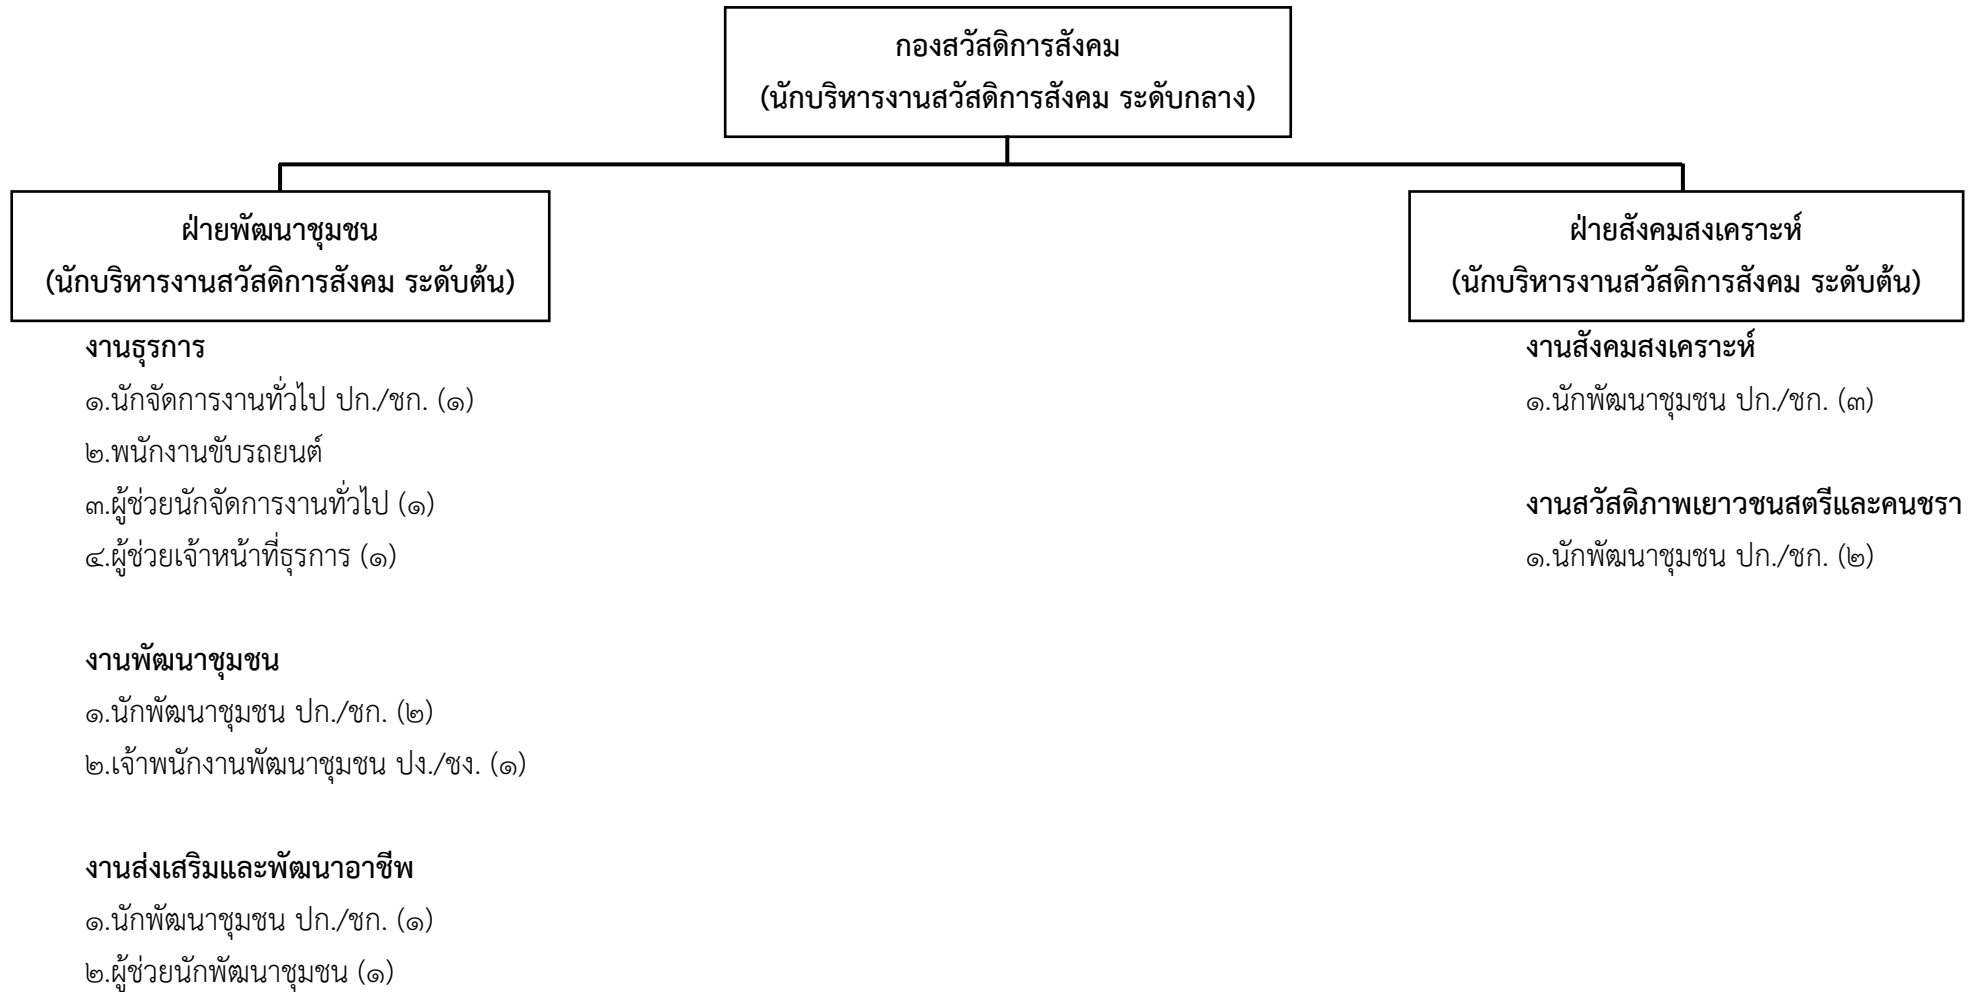 กองสวัสดิการสังคม
(นักบริหารงานสวัสดิการสังคม ระดับกลาง)
ฝ่ายพัฒนาชุมชน
(นักบริหารงานสวัสดิการสังคม ระดับต้น)
งานธุรการ
๑.นักจัดการงานทั่วไป ปก./ชก. (๑)
๒.พนักงานขับรถยนต์
๓.ผู้ช่วยนักจัดการงานทั่วไป (๑)
๔.ผู้ช่วยเจ้าหน้าที่ธุรการ (๑)
งานพัฒนาชุมชน
๑.นักพัฒนาชุมชน ปก./ชก. (๒)
๒.เจ้าพนักงานพัฒนาชุมชน ปง./ชง. (๑)
งานส่งเสริมและพัฒนาอาชีพ
๑.นักพัฒนาชุมชน ปก./ชก. (๑)
๒.ผู้ช่วยนักพัฒนาชุมชน (๑)
ฝ่ายสังคมสงเคราะห์
(นักบริหารงานสวัสดิการสังคม ระดับต้น)
งานสังคมสงเคราะห์
๑.นักพัฒนาชุมชน ปก./ชก. (๓)
งานสวัสดิภาพเยาวชนสตรีและคนชรา
๑.นักพัฒนาชุมชน ปก./ชก. (๒)